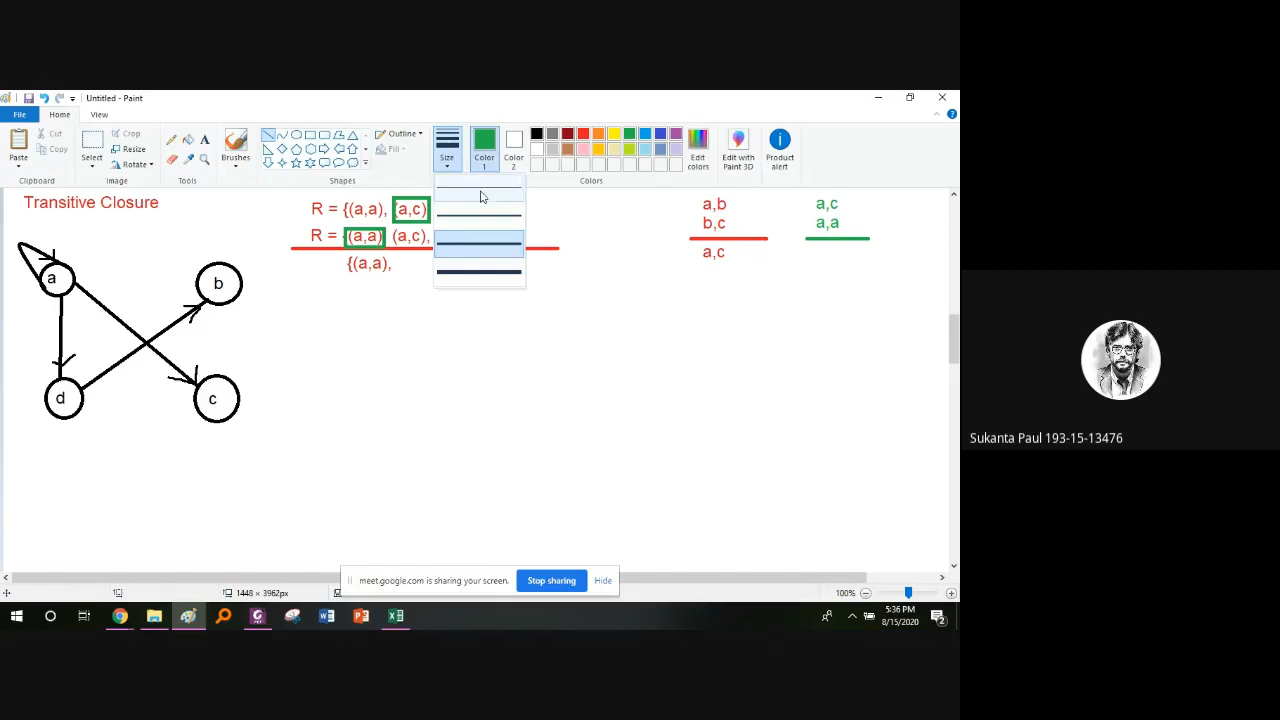 Untitled - Paint
File
Home
View
Paste
Cut
Copy
Clipboard
Select
Crop
Resize
Rotate
Image
Tools
Brushes
Shapes
Outline
Fill
Size
Color 1
Color 2
Colors
Edit colors
Edit with Paint 3D
Product alert
Transitive Closure
R = {(a,a), (a,c)
R = {(a,a) (a,c),
{(a,a),
a,b
b,c
a,c
a,c
a,a
a
b
d
c
meet.google.com is sharing your screen.
Stop sharing
Hide
1448 × 3962px
100%
5:36 PM
8/15/2020
2
Sukanta Paul 193-15-13476